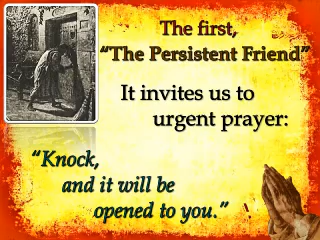 The first,
“The Persistent Friend”
It invites us to
urgent prayer:
“Knock,
and it will be
opened to you.”